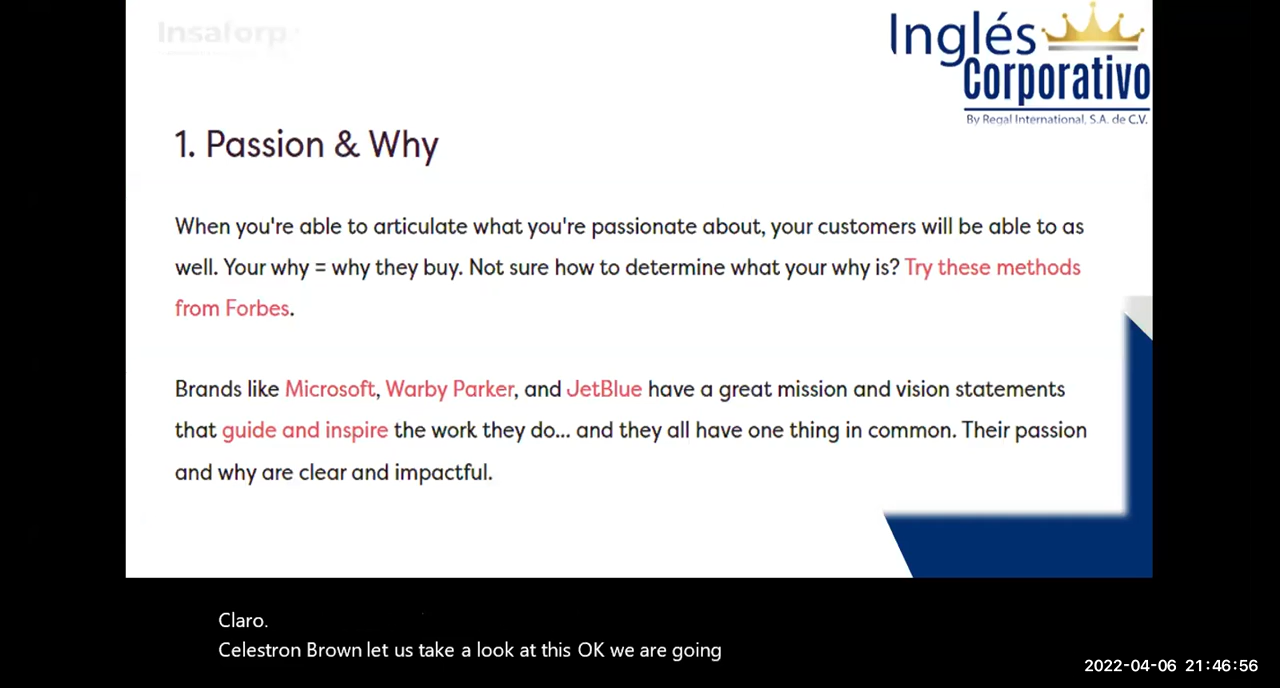 Insaforp
Inglés
Corporativo
By Regal International, S.A. de C.V.
1. Passion & Why
When you're able to articulate what you're passionate about, your customers will be able to as
well. Your why = why they buy. Not sure how to determine what your why is? Try these methods
from Forbes.
Brands like Microsoft, Warby Parker, and JetBlue have a great mission and vision statements
that guide and inspire the work they do... and they all have one thing in common. Their passion
and why are clear and impactful.
Claro.
Celestron Brown let us take a look at this OK we are going
2022-04-06 21:46:56